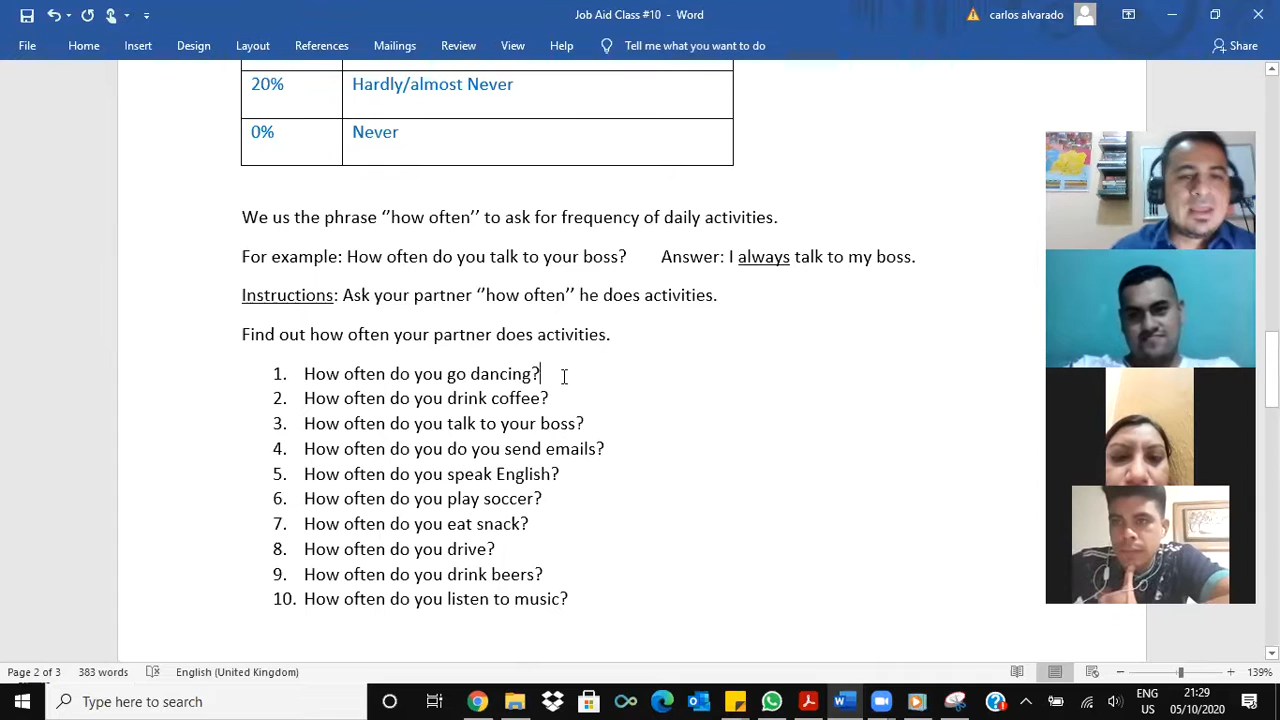 Job Aid Class #10 - Word
carlos alvarado
File Home Insert Design Layout References Mailings Review View Help Tell me what you want to do Share
20% Hardly/almost Never
0% Never
We us the phrase ‘’how often’’ to ask for frequency of daily activities.
For example: How often do you talk to your boss? Answer: I always talk to my boss.
Instructions: Ask your partner ‘’how often’’ he does activities.
Find out how often your partner does activities.
1. How often do you go dancing?
2. How often do you drink coffee?
3. How often do you talk to your boss?
4. How often do you do you send emails?
5. How often do you speak English?
6. How often do you play soccer?
7. How often do you eat snack?
8. How often do you drive?
9. How often do you drink beers?
10. How often do you listen to music?
Page 2 of 3 383 words English (United Kingdom) 139%
Type here to search
ENG 21:29
US 05/10/2020